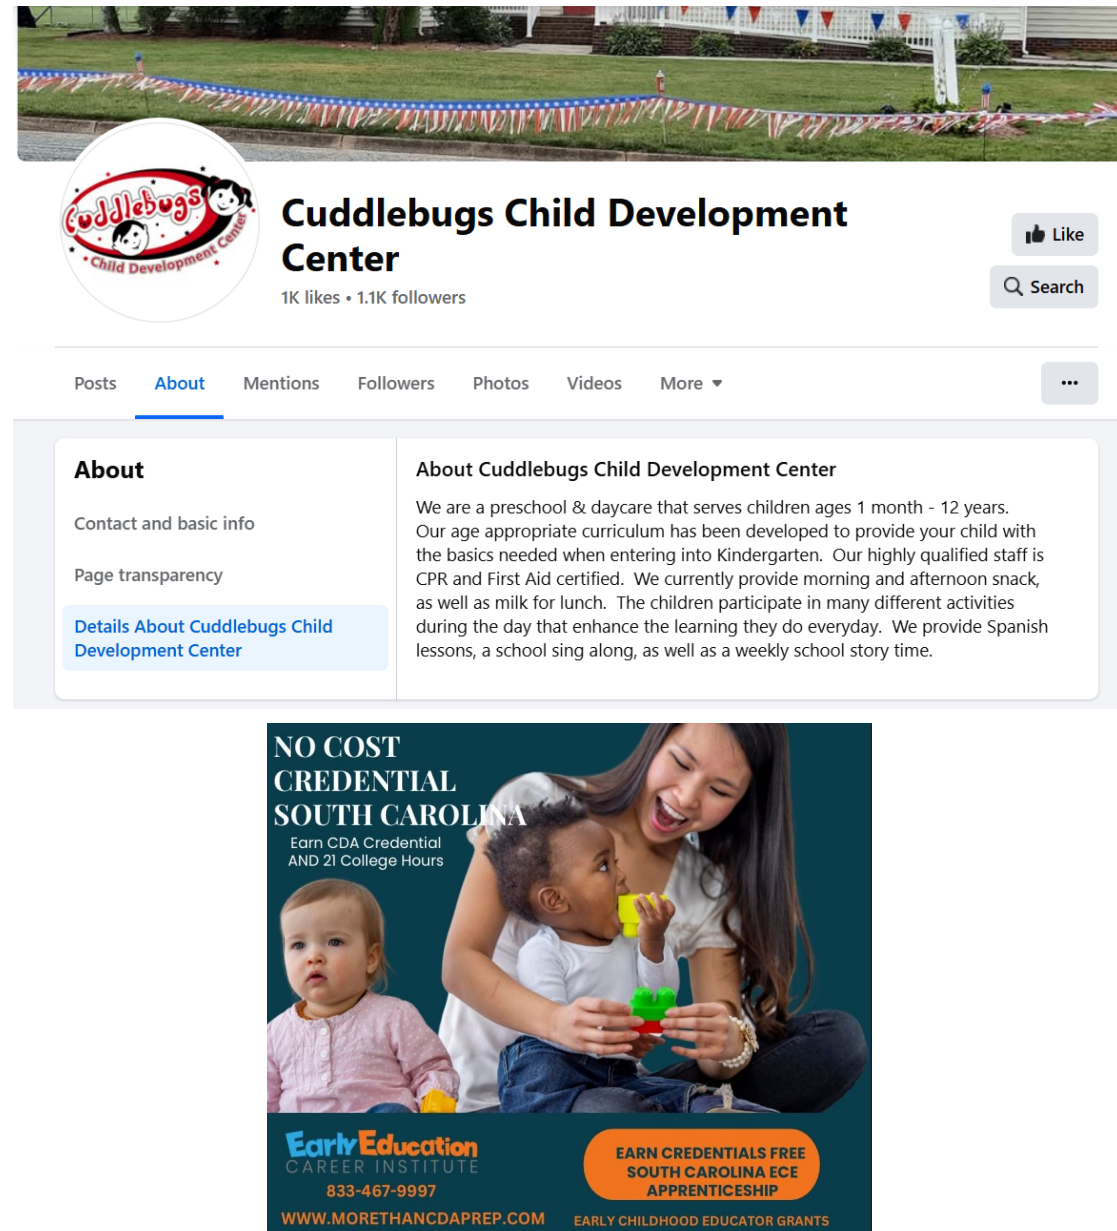 Cuddlebugs
Child Development Center
Cuddlebugs Child Development
Center
1K likes • 1.1K followers
Like
Search
Posts
About
Mentions
Followers
Photos
Videos
More
About
Contact and basic info
Page transparency
Details About Cuddlebugs Child
Development Center
About Cuddlebugs Child Development Center
We are a preschool & daycare that serves children ages 1 month - 12 years.
Our age appropriate curriculum has been developed to provide your child with
the basics needed when entering into Kindergarten. Our highly qualified staff is
CPR and First Aid certified. We currently provide morning and afternoon snack,
as well as milk for lunch. The children participate in many different activities
during the day that enhance the learning they do everyday. We provide Spanish
lessons, a school sing along, as well as a weekly school story time.
NO COST
CREDENTIAL
SOUTH CAROLINA
Earn CDA Credential
AND 21 College Hours
Early Education
CAREER INSTITUTE
833-467-9997
WWW.MORETHANCDAPREP.COM
EARN CREDENTIALS FREE
SOUTH CAROLINA ECE
APPRENTICESHIP
EARLY CHILDHOOD EDUCATOR GRANTS